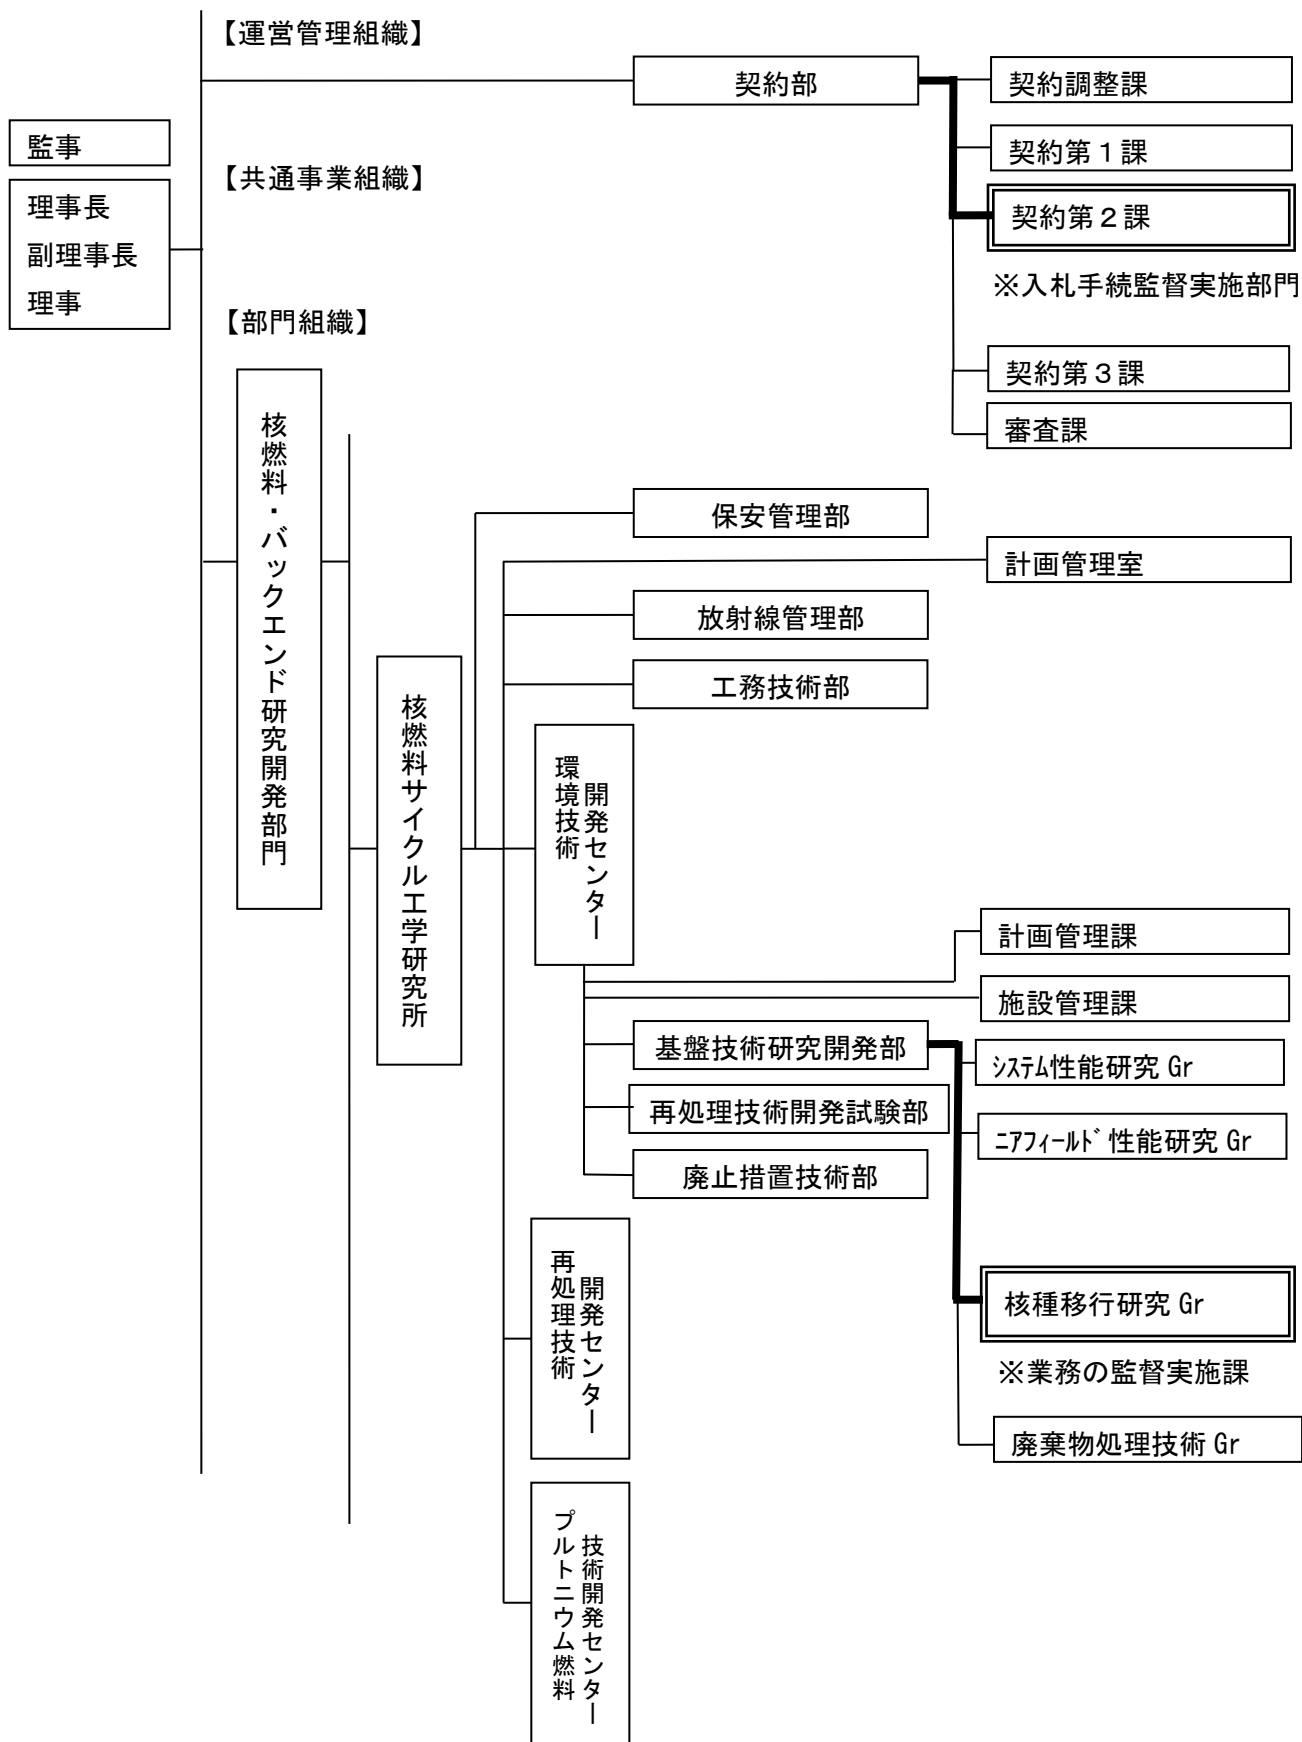 【運営管理組織】
契約部
契約調整課
契約第１課
監事
【共通事業組織】
理事長
副理事長
理事
契約第２課
※入札手続監督実施部門
【部門組織】
契約第３課
審査課
核燃料・バックエンド研究開発部門
保安管理部
計画管理室
放射線管理部
工務技術部
核燃料サイクル工学研究所
環境技術
開発センター
計画管理課
施設管理課
基盤技術研究開発部
ｼｽﾃﾑ性能研究 Gr
再処理技術開発試験部
ﾆｱﾌｨｰﾙﾄﾞ性能研究 Gr
廃止措置技術部
再処理技術
開発センター
核種移行研究 Gr
※業務の監督実施課
廃棄物処理技術 Gr
プルトニウム燃料
技術開発センター